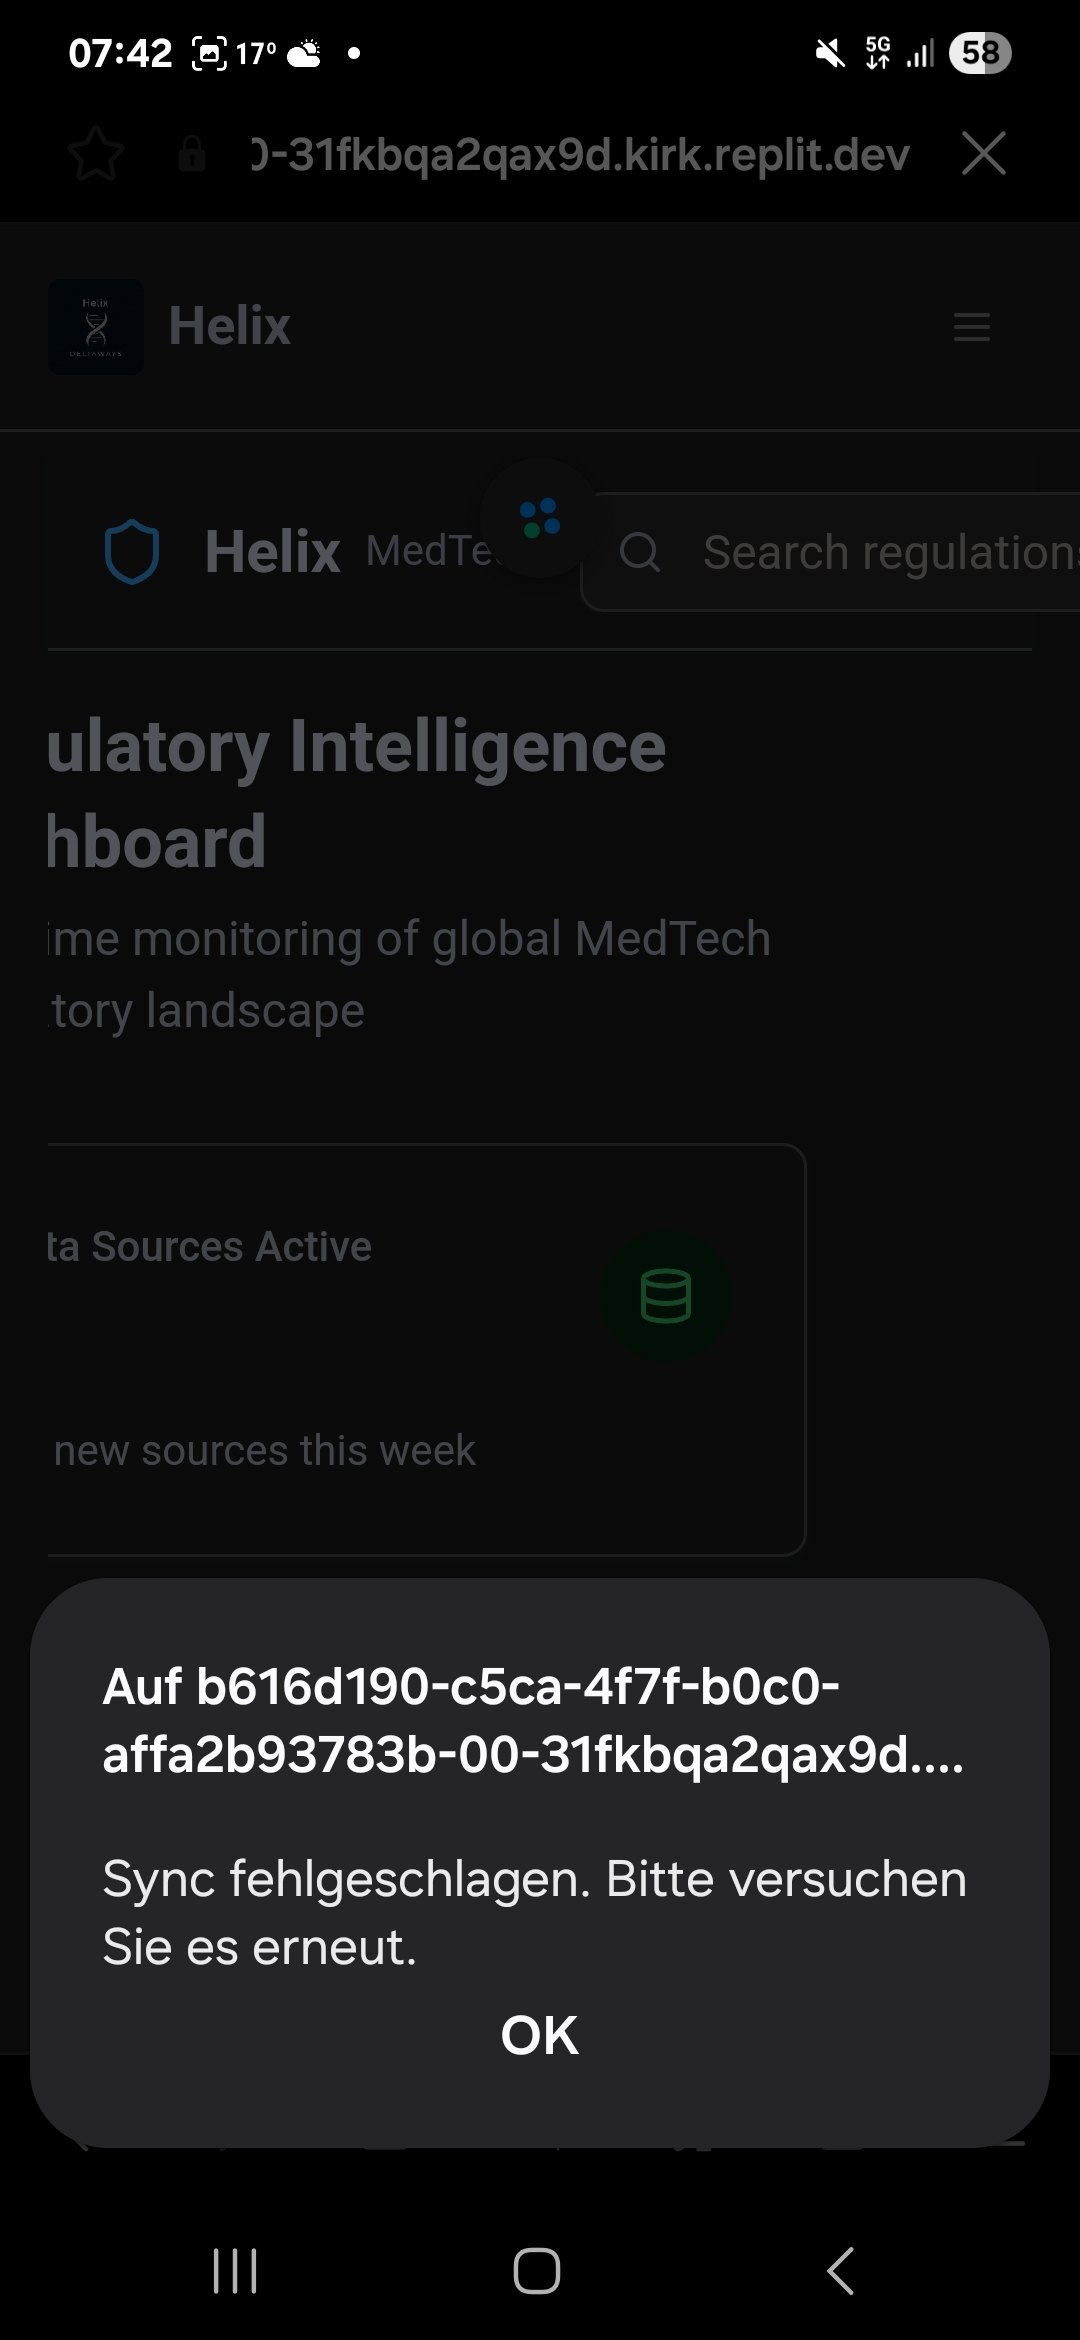 07:42 17° 5G 58
0-31fkbqa2qax9d.kirk.replit.dev
Helix
DELTAWAYS
Helix
Helix MedTe
Search regulations
ulatory Intelligence
hboard
ime monitoring of global MedTech
tory landscape
ta Sources Active
new sources this week
Auf b616d190-c5ca-4f7f-b0c0-
affa2b93783b-00-31fkbqa2qax9d....
Sync fehlgeschlagen. Bitte versuchen
Sie es erneut.
OK